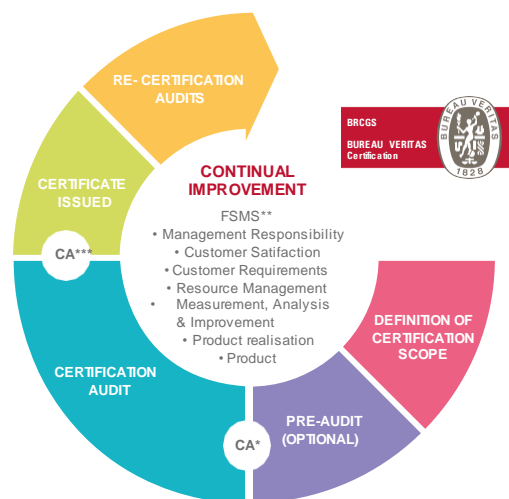 RE- CERTIFICATION
AUDITS
BRCGS
BUREAU VERITAS
Certification
BUREAU VERITAS
1828
CERTIFICATE
ISSUED
CONTINUAL
IMPROVEMENT
FSMS**
• Management Responsibility
• Customer Satifaction
• Customer Requirements
• Resource Management
• Measurement, Analysis
& Improvement
• Product realisation
• Product
CA***
DEFINITION OF
CERTIFICATION
SCOPE
CERTIFICATION
AUDIT
PRE-AUDIT
(OPTIONAL)
CA*